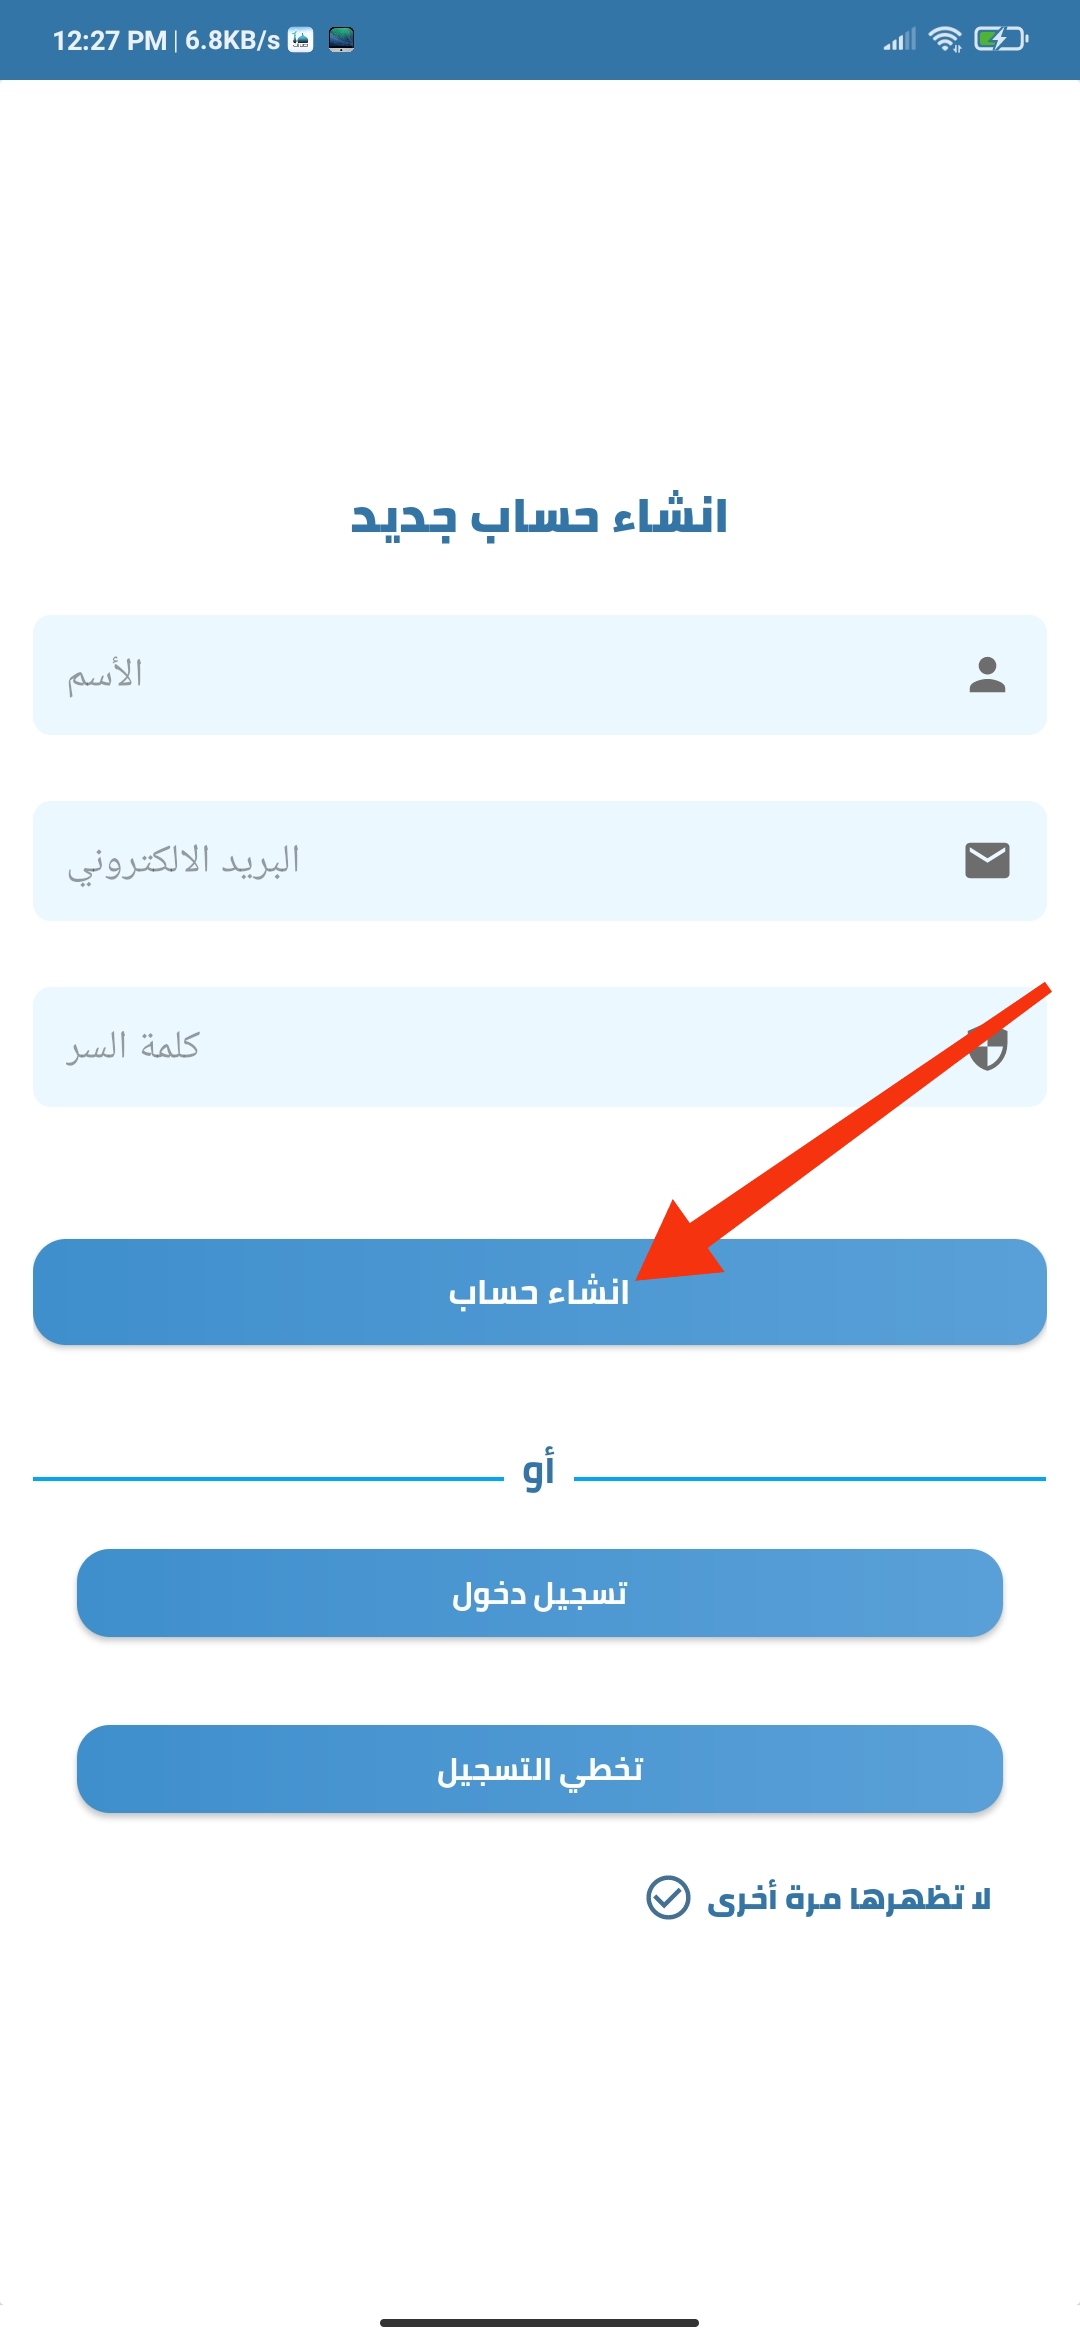 12:27 PM | 6.8KB/s
انشاء حساب جديد
الأسم
البريد الالكتروني
كلمة السر
انشاء حساب
أو
تسجيل دخول
تخطي التسجيل
لا تظهرها مرة أخرى